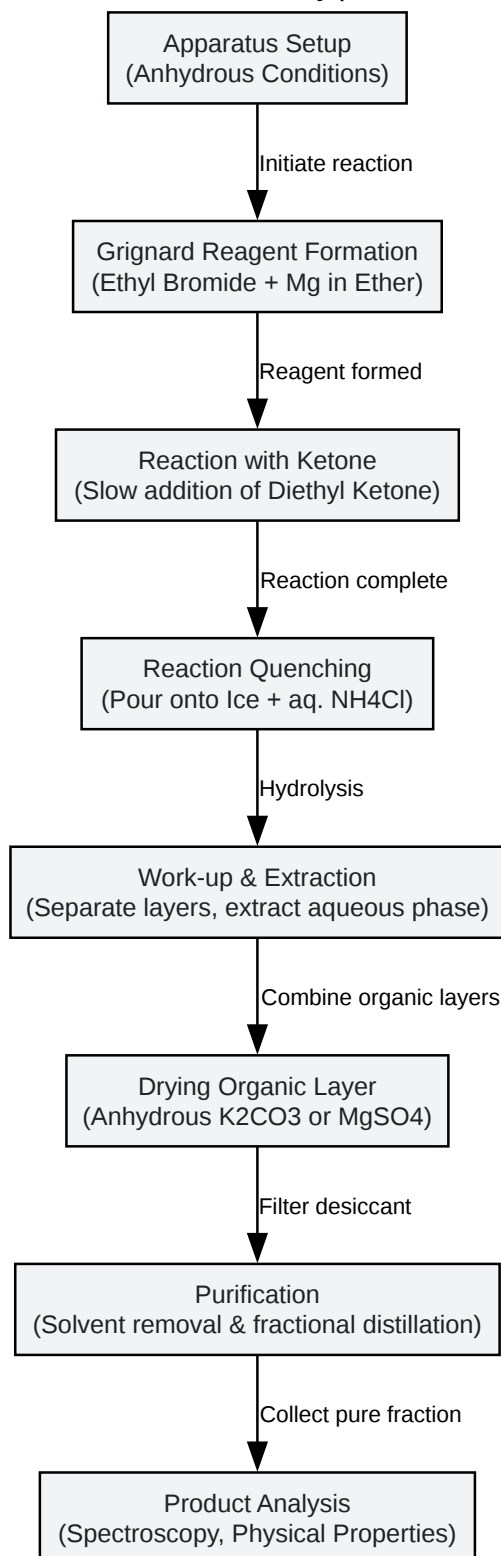 Apparatus Setup
(Anhydrous Conditions)
Initiate reaction
Grignard Reagent Formation
(Ethyl Bromide + Mg in Ether)
Reagent formed
Reaction with Ketone
(Slow addition of Diethyl Ketone)
Reaction complete
Reaction Quenching
(Pour onto Ice + aq. NH4Cl)
Hydrolysis
Work-up & Extraction
(Separate layers, extract aqueous phase)
Combine organic layers
Drying Organic Layer
(Anhydrous K2CO3 or MgSO4)
Filter desiccant
Purification
(Solvent removal & fractional distillation)
Collect pure fraction
Product Analysis
(Spectroscopy, Physical Properties)